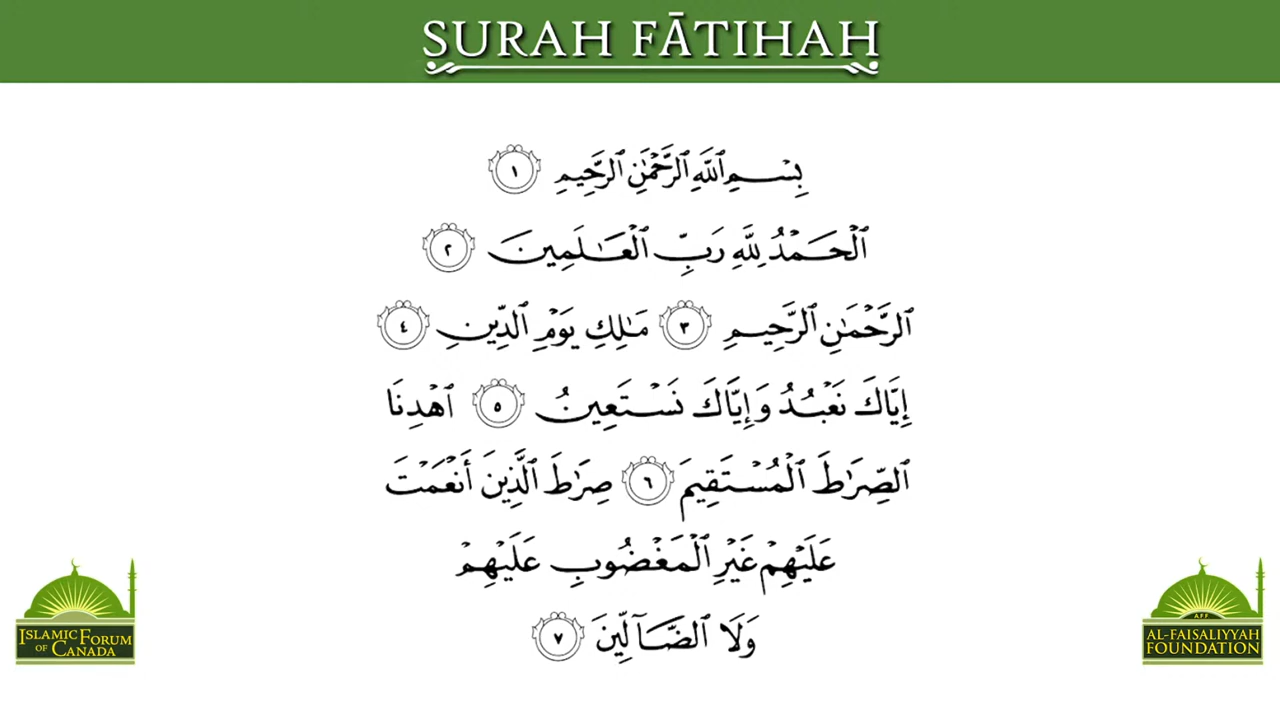 SURAH FĀTIHAH
بِسْمِ ٱللَّهِ ٱلرَّحْمَٰنِ ٱلرَّحِيمِ ١
ٱلْحَمْدُ لِلَّهِ رَبِّ ٱلْعَـٰلَمِينَ ٢
ٱلرَّحْمَٰنِ ٱلرَّحِيمِ ٣ مَـٰلِكِ يَوْمِ ٱلدِّينِ ٤
إِيَّاكَ نَعْبُدُ وَإِيَّاكَ نَسْتَعِينُ ٥ ٱهْدِنَا
ٱلصِّرَٰطَ ٱلْمُسْتَقِيمَ ٦ صِرَٰطَ ٱلَّذِينَ أَنْعَمْتَ
عَلَيْهِمْ غَيْرِ ٱلْمَغْضُوبِ عَلَيْهِمْ
وَلَا ٱلضَّآلِّينَ ٧
ISLAMIC FORUM
OF CANADA
AFF
AL-FAISALIYYAH
FOUNDATION